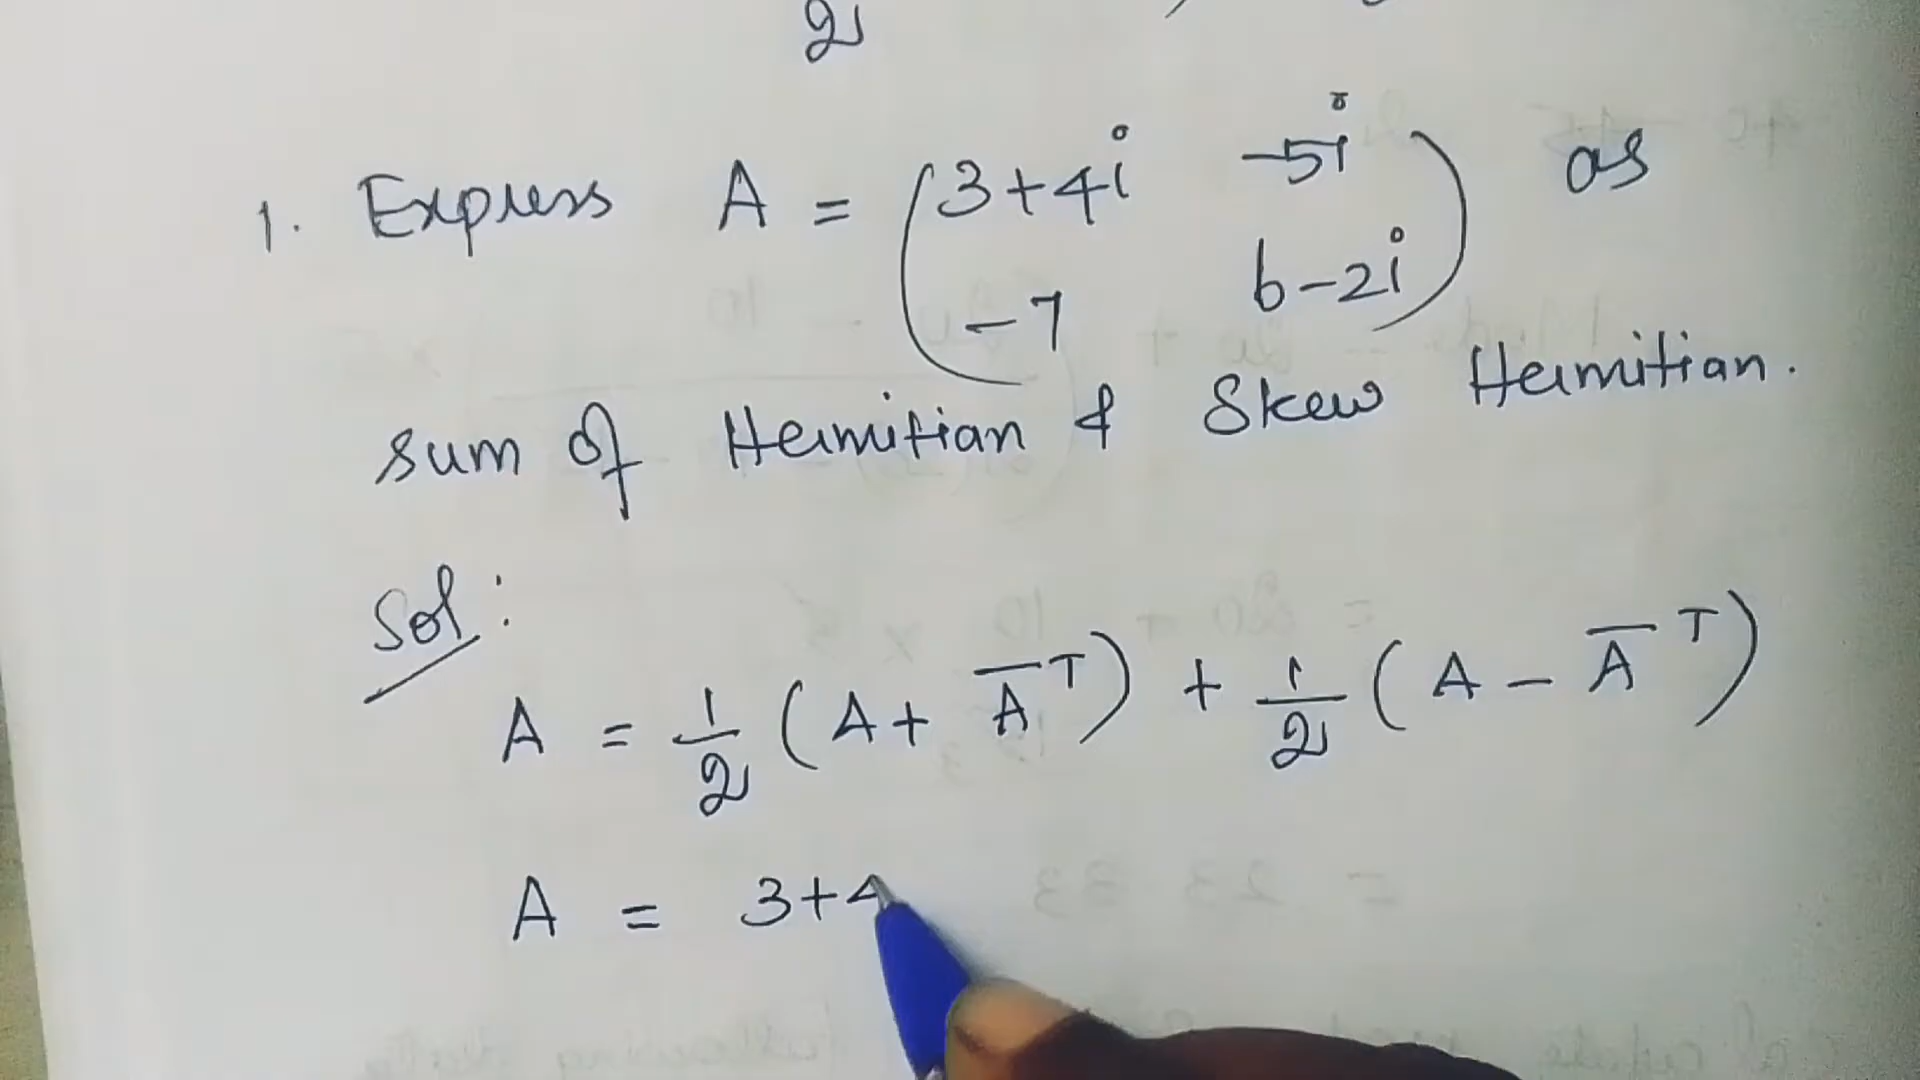 2
1. Express A = (3+4i -5i as
-7 6-2i)
sum of Hermitian & Skew Hermitian.
Sol:
A = 1/2 (A + A̅ᵀ) + 1/2 (A - A̅ᵀ)
A = 3+4